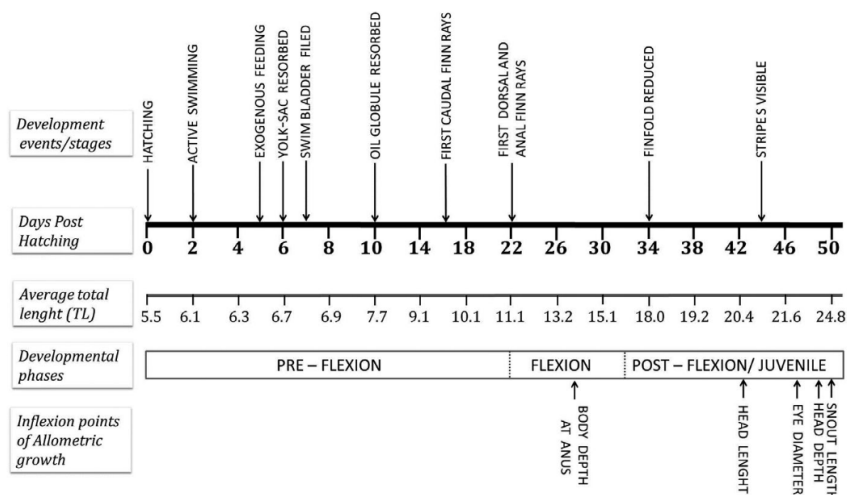 Development
events/stages
HATCHING
ACTIVE SWIMMING
EXOGENOUS FEEDING
YOLK-SAC RESORBED
SWIM BLADDER FILED
OIL GLOBULE RESORBED
FIRST CAUDAL FINN RAYS
FIRST DORSAL AND
ANAL FINN RAYS
FINFOLD REDUCED
STRIPES VISIBLE
Days Post
Hatching
0 2 4 6 8 10 14 18 22 26 30 34 38 42 46 50
Average total
lenght (TL)
5.5 6.1 6.3 6.7 6.9 7.7 9.1 10.1 11.1 13.2 15.1 18.0 19.2 20.4 21.6 24.8
Developmental
phases
PRE – FLEXION
FLEXION
POST – FLEXION/ JUVENILE
Inflexion points
of Allometric
growth
BODY DEPTH
AT ANUS
HEAD LENGHT
EYE DIAMETER
HEAD DEPTH
SNOUT LENGTH